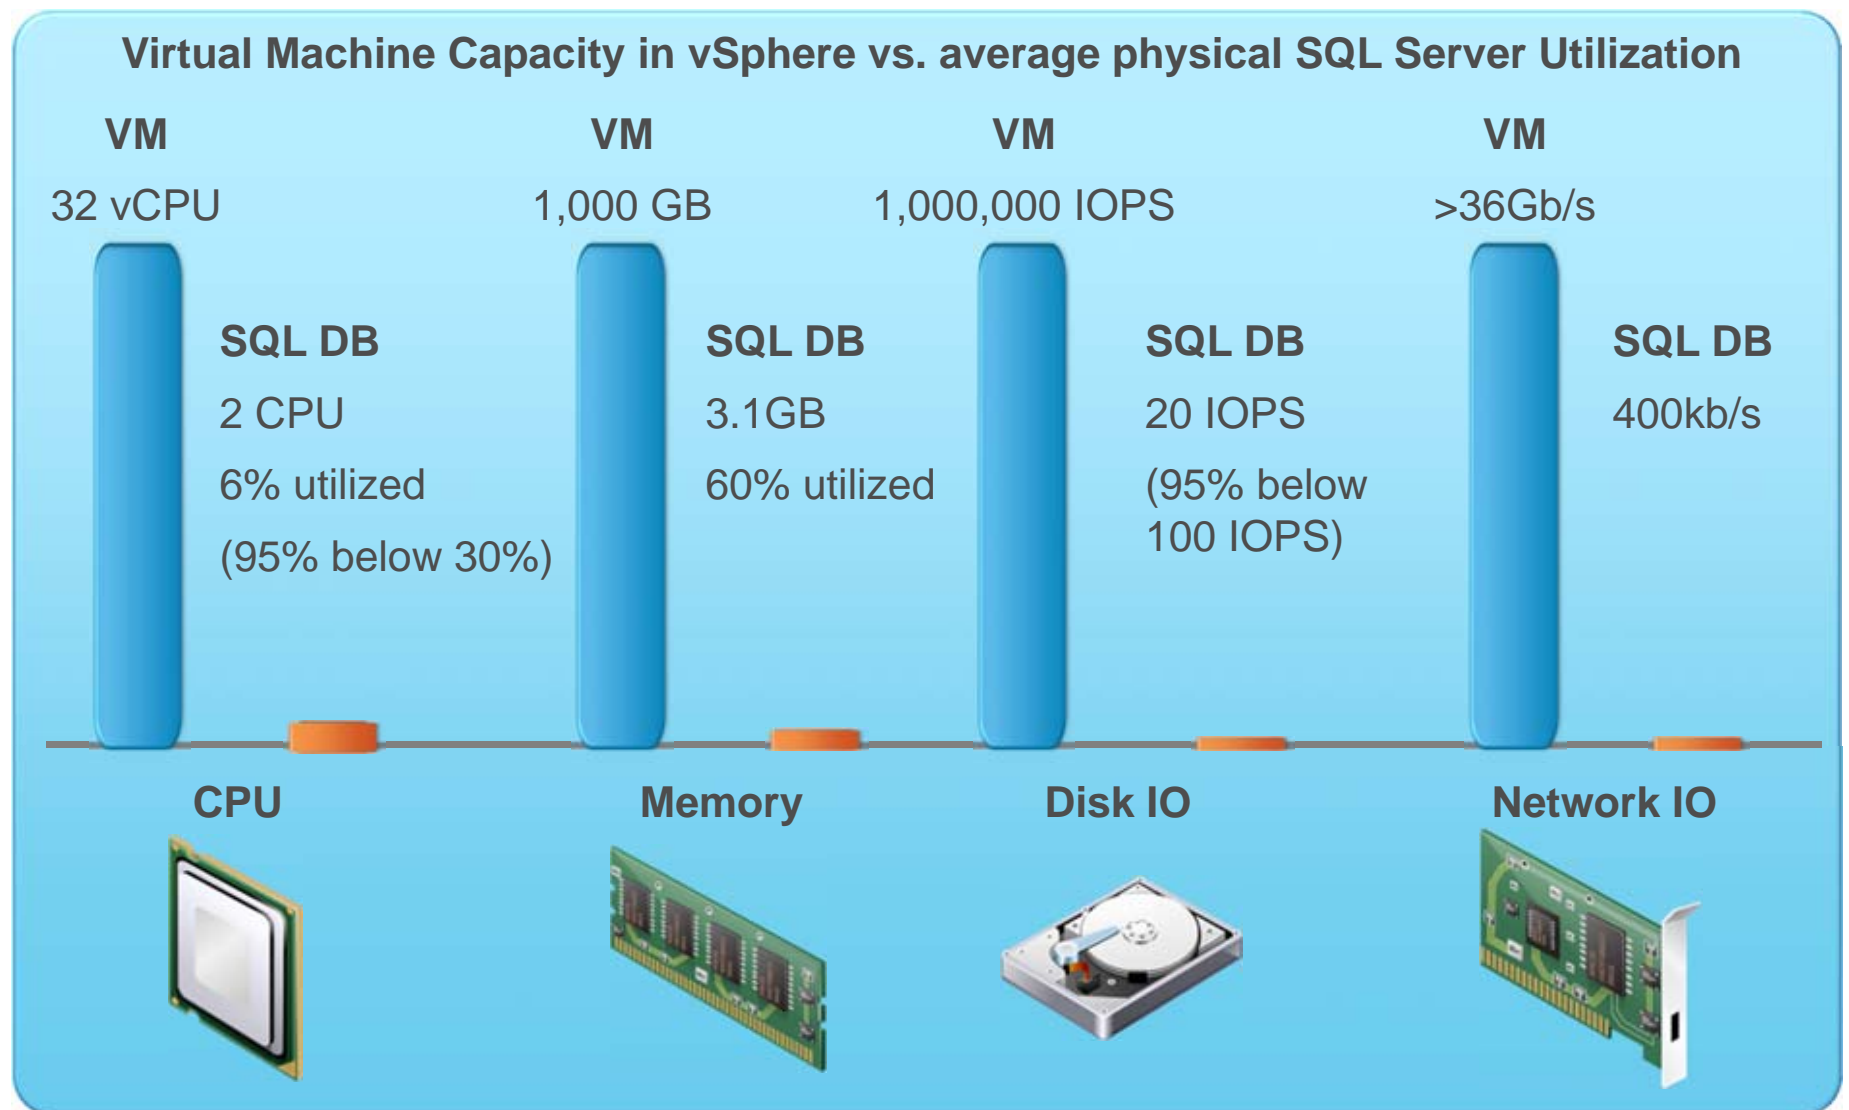 Virtual Machine Capacity in vSphere vs. average physical SQL Server Utilization
VM
32 vCPU
SQL DB
2 CPU
6% utilized
(95% below 30%)
CPU
VM
1,000 GB
SQL DB
3.1GB
60% utilized
Memory
VM
1,000,000 IOPS
SQL DB
20 IOPS
(95% below
100 IOPS)
Disk IO
VM
>36Gb/s
SQL DB
400kb/s
Network IO